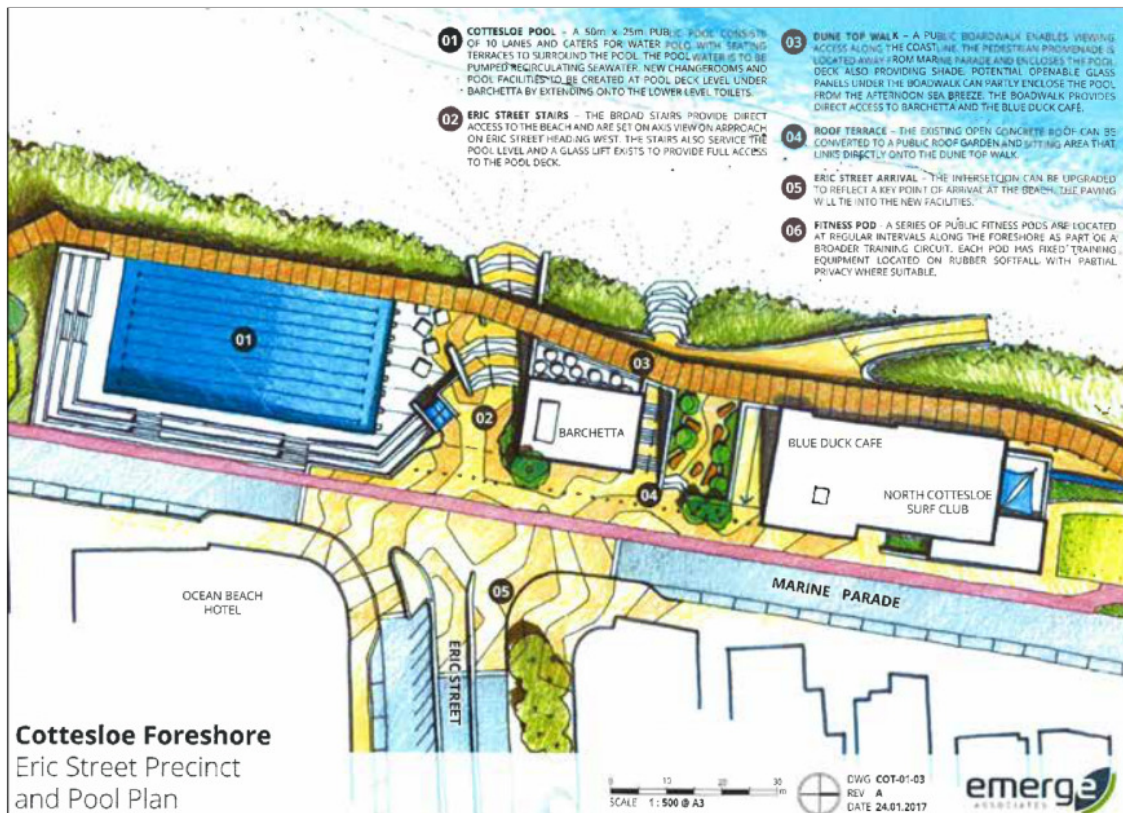 01 COTTESLOE POOL – A 50m x 25m PUBLIC POOL CONSISTS
OF 10 LANES AND CATERS FOR WATER POLO WITH SEATING
TERRACES TO SURROUND THE POOL. THE POOL WATER IS TO BE
PUMPED RECIRCULATING SEAWATER. NEW CHANGEROOMS AND
POOL FACILITIES TO BE CREATED AT POOL DECK LEVEL UNDER
BARCHETTA BY EXTENDING ONTO THE LOWER LEVEL TOILETS.
02 ERIC STREET STAIRS – THE BROAD STAIRS PROVIDE DIRECT
ACCESS TO THE BEACH AND ARE SET ON AXIS VIEW ON APPROACH
ON ERIC STREET HEADING WEST. THE STAIRS ALSO SERVICE THE
POOL LEVEL AND A GLASS LIFT EXISTS TO PROVIDE FULL ACCESS
TO THE POOL DECK.
03 DUNE TOP WALK – A PUBLIC BOARDWALK ENABLES VIEWING
ACCESS ALONG THE COASTLINE. THE PEDESTRIAN PROMENADE IS
LOCATED AWAY FROM MARINE PARADE AND ENCLOSES THE POOL
DECK ALSO PROVIDING SHADE. POTENTIAL OPENABLE GLASS
PANELS UNDER THE BOARDWALK CAN PARTLY ENCLOSE THE POOL
FROM THE AFTERNOON SEA BREEZE. THE BOADWALK PROVIDES
DIRECT ACCESS TO BARCHETTA AND THE BLUE DUCK CAFÉ.
04 ROOF TERRACE – THE EXISTING OPEN CONCRETE ROOF CAN BE
CONVERTED TO A PUBLIC ROOF GARDEN AND SITTING AREA THAT
LINKS DIRECTLY ONTO THE DUNE TOP WALK.
05 ERIC STREET ARRIVAL – THE INTERSETCION CAN BE UPGRADED
TO REFLECT A KEY POINT OF ARRIVAL AT THE BEACH. THE PAVING
WILL TIE INTO THE NEW FACILITIES.
06 FITNESS POD - A SERIES OF PUBLIC FITNESS PODS ARE LOCATED
AT REGULAR INTERVALS ALONG THE FORESHORE AS PART OF A
BROADER TRAINING CIRCUIT. EACH POD HAS FIXED TRAINING
EQUIPMENT LOCATED ON RUBBER SOFTFALL WITH PARTIAL
PRIVACY WHERE SUITABLE.
01
03
02
BARCHETTA
BLUE DUCK CAFE
04
NORTH COTTESLOE
SURF CLUB
OCEAN BEACH
HOTEL
05
MARINE PARADE
ERIC STREET
Cottesloe Foreshore
Eric Street Precinct
and Pool Plan
0 10 20 30
m
SCALE 1 : 500 @ A3
DWG COT-01-03
REV A
DATE 24.01.2017
emerge
ASSOCIATES